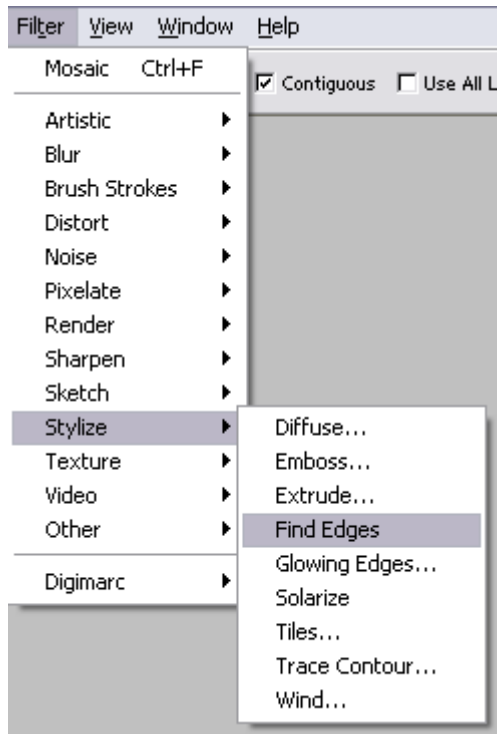 Filter View Window Help
Mosaic Ctrl+F
Contiguous Use All L
Artistic
Blur
Brush Strokes
Distort
Noise
Pixelate
Render
Sharpen
Sketch
Stylize
Texture
Video
Other
Digimarc
Diffuse...
Emboss...
Extrude...
Find Edges
Glowing Edges...
Solarize
Tiles...
Trace Contour...
Wind...